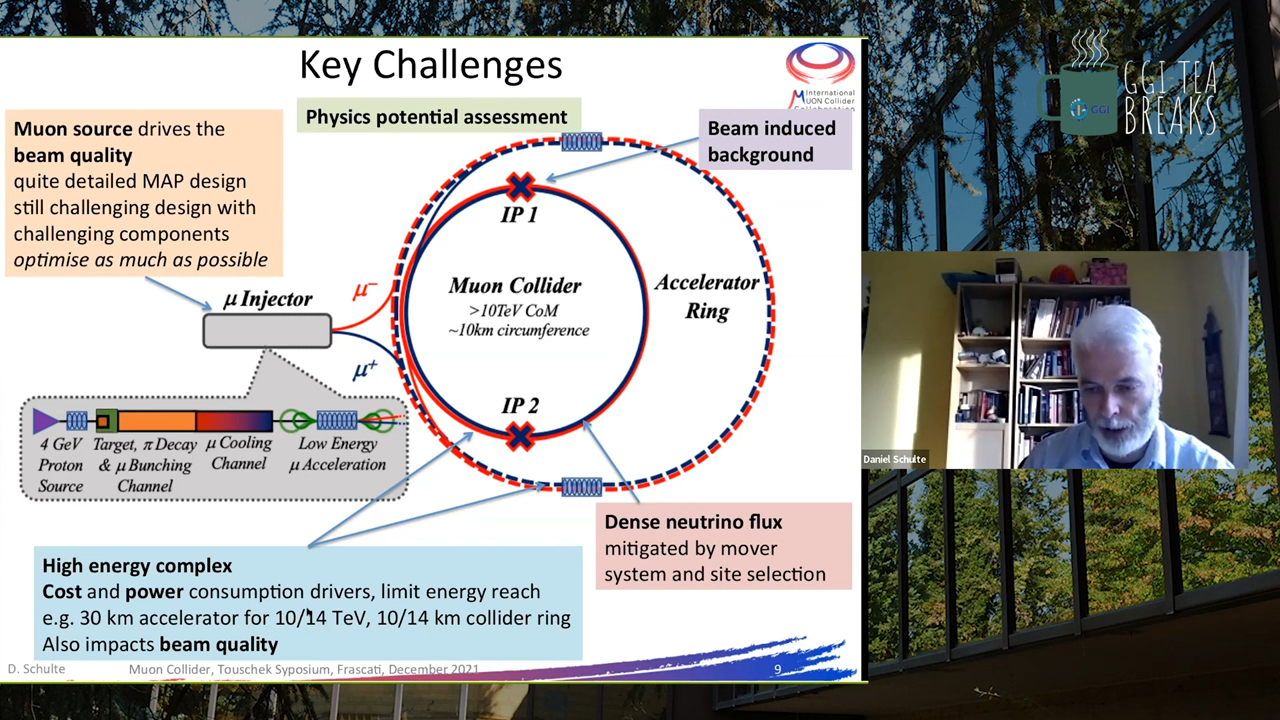 Key Challenges
International
MUON Collider
Collaboration
GGI TEA
BREAKS
GGI
Physics potential assessment
Muon source drives the
beam quality
quite detailed MAP design
still challenging design with
challenging components
optimise as much as possible
Beam induced
background
IP 1
μ Injector
μ−
μ+
Muon Collider
>10TeV CoM
~10km circumference
Accelerator
Ring
IP 2
4 GeV
Proton
Source
Target, π Decay
& μ Bunching
Channel
μ Cooling
Channel
Low Energy
μ Acceleration
Daniel Schulte
Dense neutrino flux
mitigated by mover
system and site selection
High energy complex
Cost and power consumption drivers, limit energy reach
e.g. 30 km accelerator for 10/14 TeV, 10/14 km collider ring
Also impacts beam quality
D. Schulte
Muon Collider, Touschek Syposium, Frascati, December 2021
9